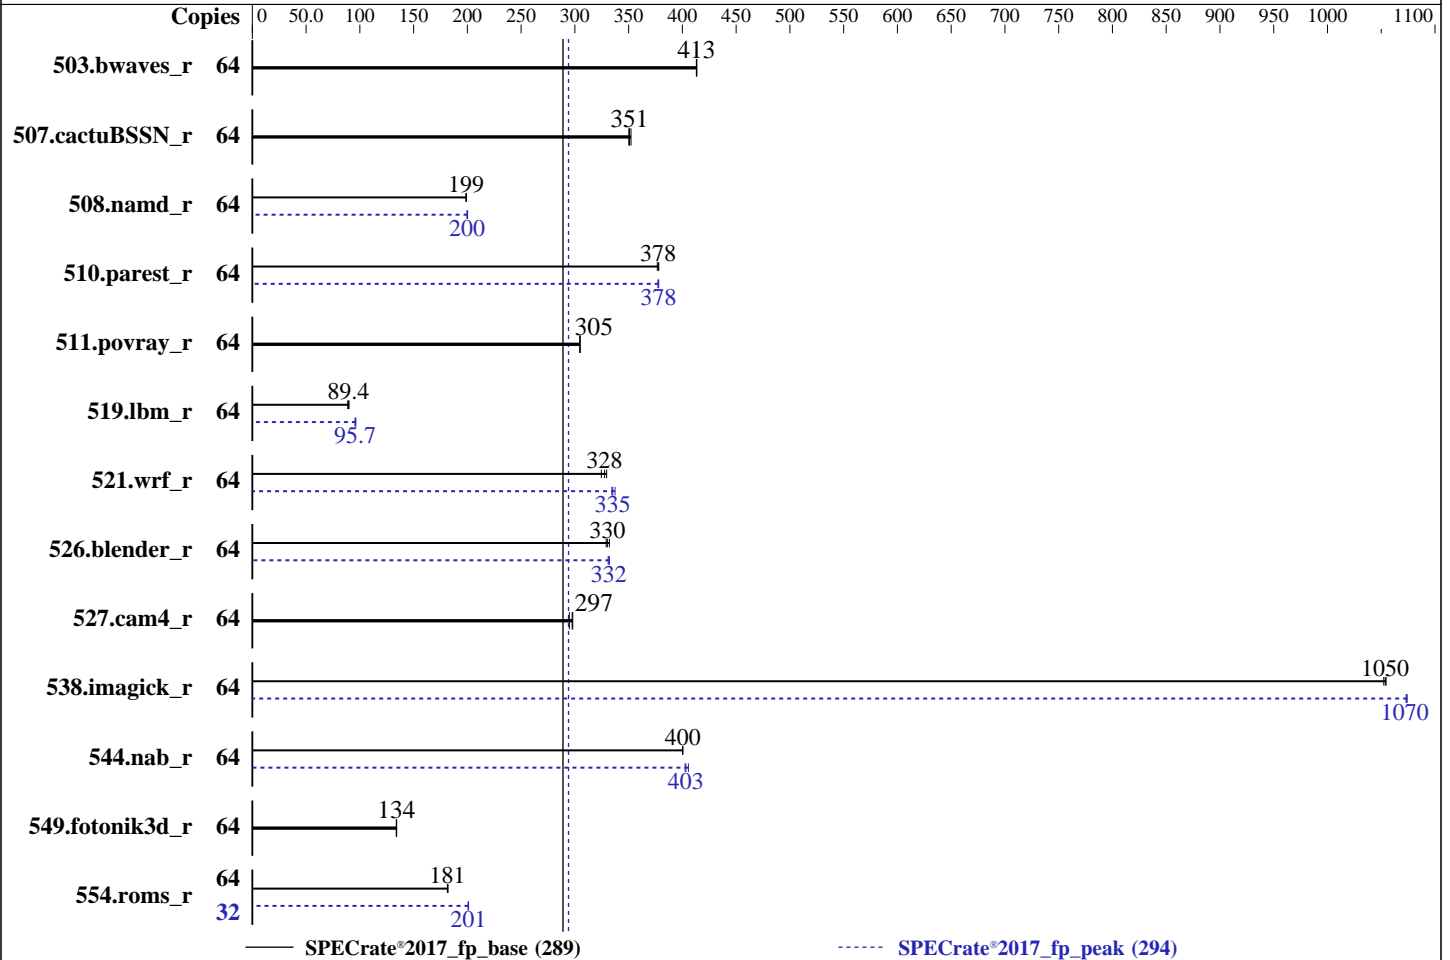 Copies 0 50.0 100 150 200 250 300 350 400 450 500 550 600 650 700 750 800 850 900 950 1000 1100
503.bwaves_r 64 413
507.cactuBSSN_r 64 351
508.namd_r 64 199
200
510.parest_r 64 378
378
511.povray_r 64 305
519.lbm_r 64 89.4
95.7
521.wrf_r 64 328
335
526.blender_r 64 330
332
527.cam4_r 64 297
538.imagick_r 64 1050
1070
544.nab_r 64 400
403
549.fotonik3d_r 64 134
554.roms_r 64 181
32 201
SPECrate®2017_fp_base (289) SPECrate®2017_fp_peak (294)